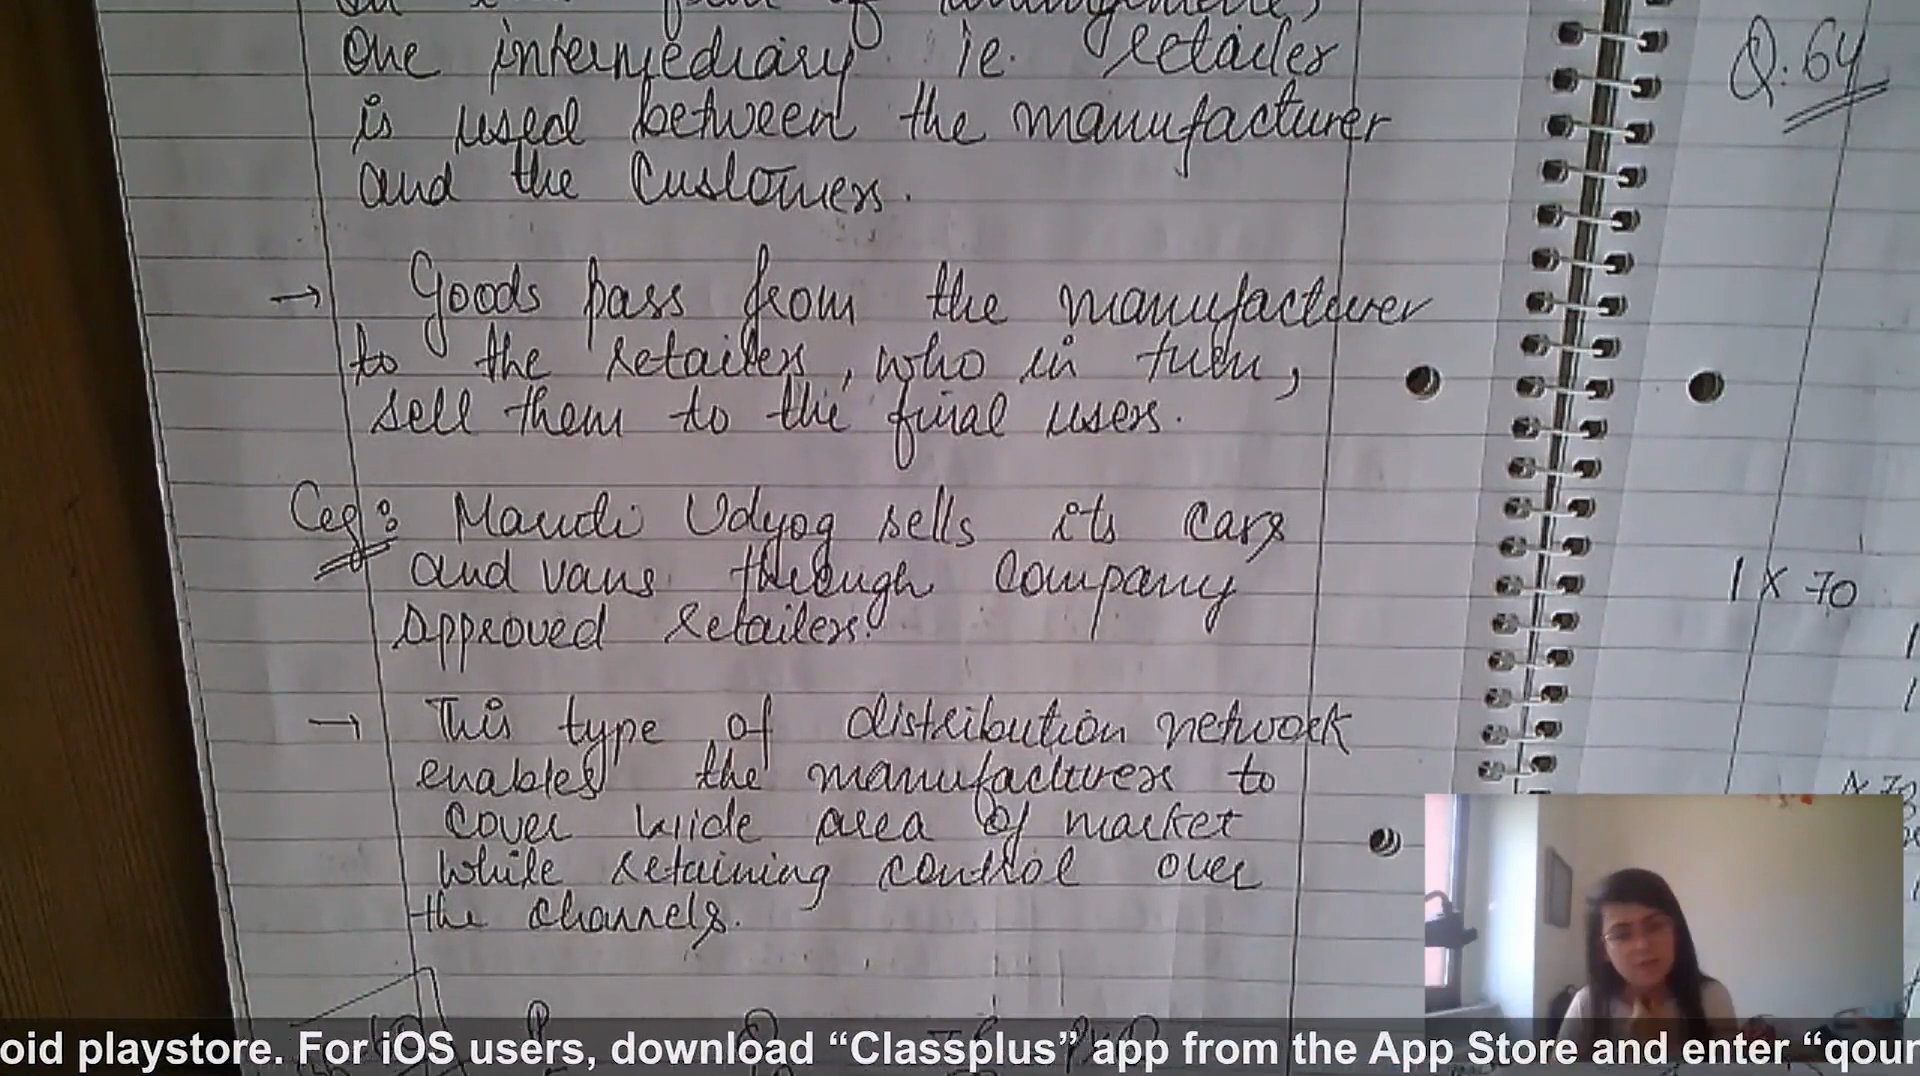 One intermediary ie. retailer
is used between the manufacturer
and the Customers.
→ Goods pass from the manufacturer
to the retailers, who in turn,
sell them to the final users.
eg: Maruti Udyog sells its cars
and vans through company
approved retailers.
→ This type of distribution network
enables the manufacturers to
cover wide area of market
while retaining control over
the channels.
Q. 64
1 X 70
oid playstore. For iOS users, download “Classplus” app from the App Store and enter “qour